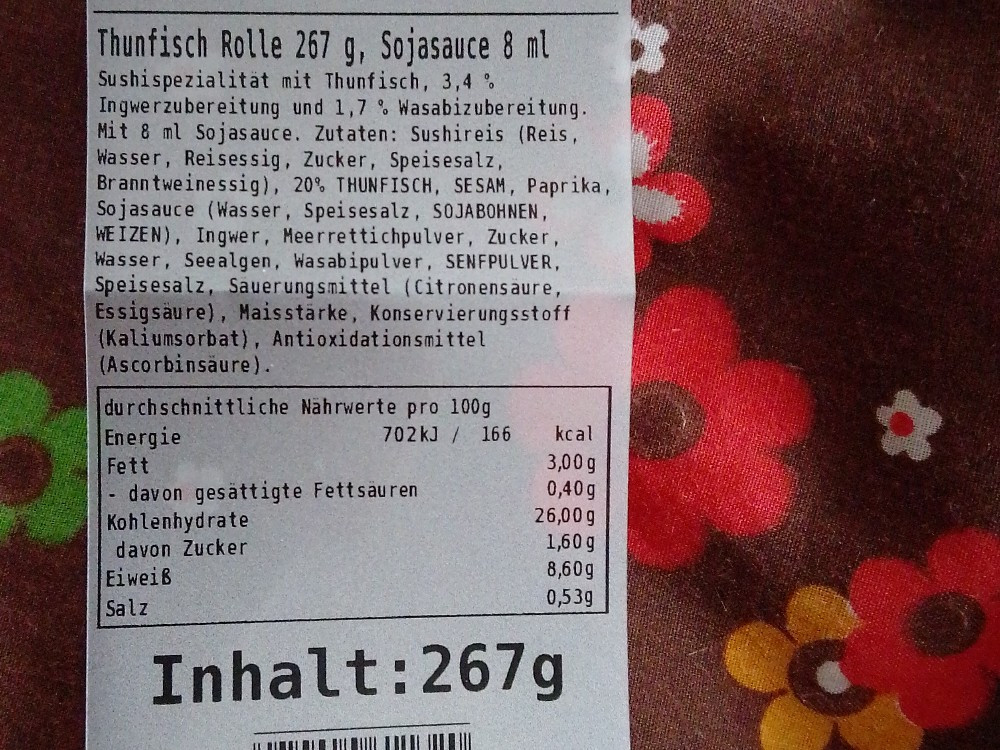 Thunfisch Rolle 267 g, Sojasauce 8 ml
Sushispezialität mit Thunfisch, 3,4 %
Ingwerzubereitung und 1,7 % Wasabizubereitung.
Mit 8 ml Sojasauce. Zutaten: Sushireis (Reis,
Wasser, Reisessig, Zucker, Speisesalz,
Branntweinessig), 20% THUNFISCH, SESAM, Paprika,
Sojasauce (Wasser, Speisesalz, SOJABOHNEN,
WEIZEN), Ingwer, Meerrettichpulver, Zucker,
Wasser, Seealgen, Wasabipulver, SENFPULVER,
Speisesalz, Säuerungsmittel (Citronensäure,
Essigsäure), Maisstärke, Konservierungsstoff
(Kaliumsorbat), Antioxidationsmittel
(Ascorbinsäure).
durchschnittliche Nährwerte pro 100g
Energie 702kJ / 166 kcal
Fett 3,00g
- davon gesättigte Fettsäuren 0,40g
Kohlenhydrate 26,00g
davon Zucker 1,60g
Eiweiß 8,60g
Salz 0,53g
Inhalt:267g